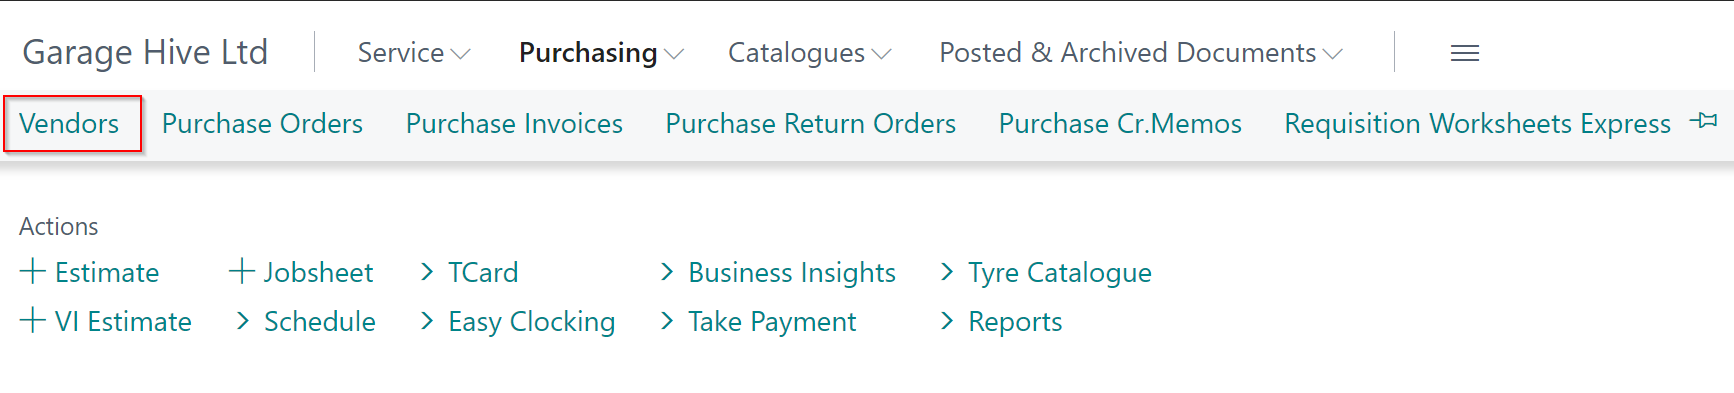 Garage Hive Ltd Service Purchasing Catalogues Posted & Archived Documents
Vendors Purchase Orders Purchase Invoices Purchase Return Orders Purchase Cr.Memos Requisition Worksheets Express
Actions
Estimate Jobsheet TCard Business Insights Tyre Catalogue
VI Estimate Schedule Easy Clocking Take Payment Reports